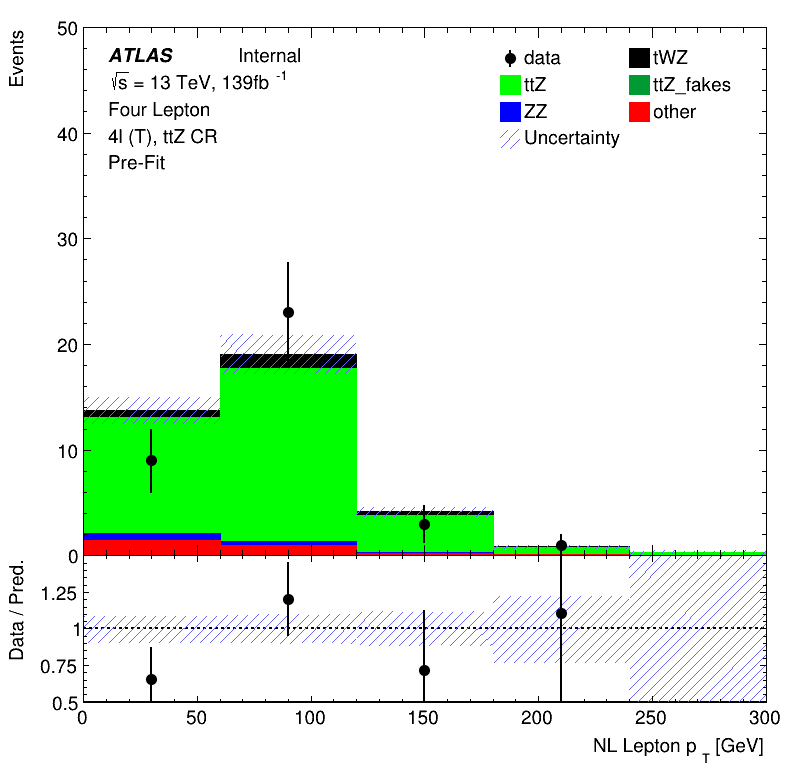 Events
50
40
30
20
10
0
ATLAS Internal
√s = 13 TeV, 139fb -1
Four Lepton
4l (T), ttZ CR
Pre-Fit
data tWZ
ttZ ttZ_fakes
ZZ other
Uncertainty
Data / Pred.
1.25
1
0.75
0.5
0 50 100 150 200 250 300
NL Lepton p T [GeV]